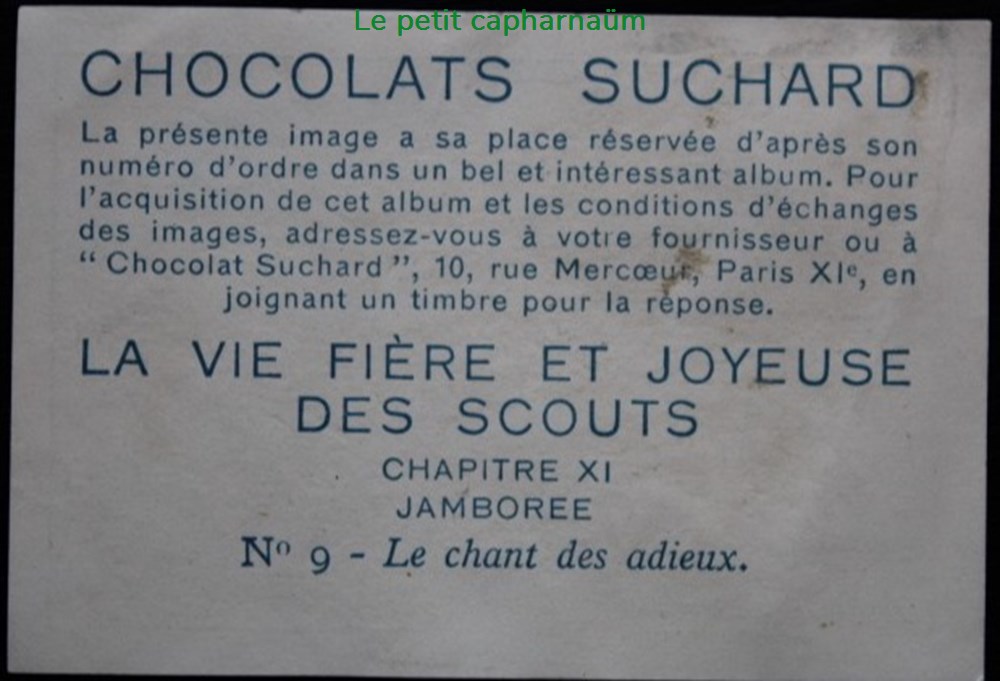 Le petit capharnaüm
CHOCOLATS SUCHARD
La présente image a sa place réservée d'après son
numéro d'ordre dans un bel et intéressant album. Pour
l'acquisition de cet album et les conditions d'échanges
des images, adressez-vous à votre fournisseur ou à
“ Chocolat Suchard ”, 10, rue Mercœur, Paris XIe, en
joignant un timbre pour la réponse.
LA VIE FIÈRE ET JOYEUSE
DES SCOUTS
CHAPITRE XI
JAMBOREE
No 9 - Le chant des adieux.